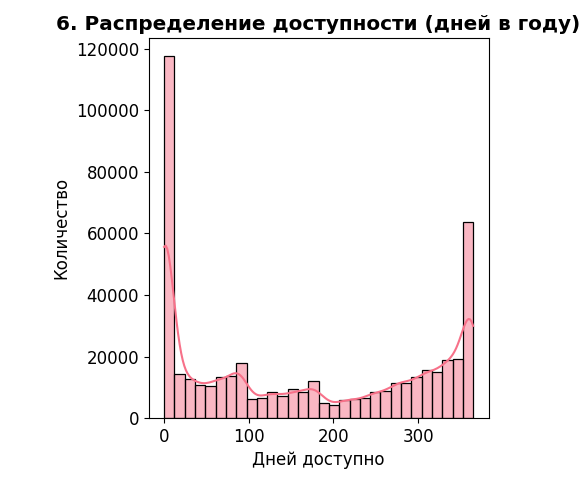 6. Распределение доступности (дней в году)
120000
100000
80000
60000
40000
20000
0
Количество
0 100 200 300
Дней доступно